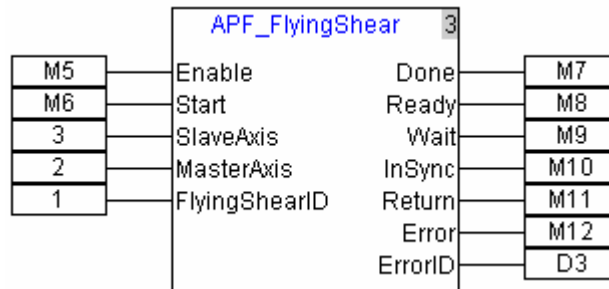 APF_FlyingShear 3
M5 Enable Done M7
M6 Start Ready M8
3 SlaveAxis Wait M9
2 MasterAxis InSync M10
1 FlyingShearID Return M11
Error M12
ErrorID D3